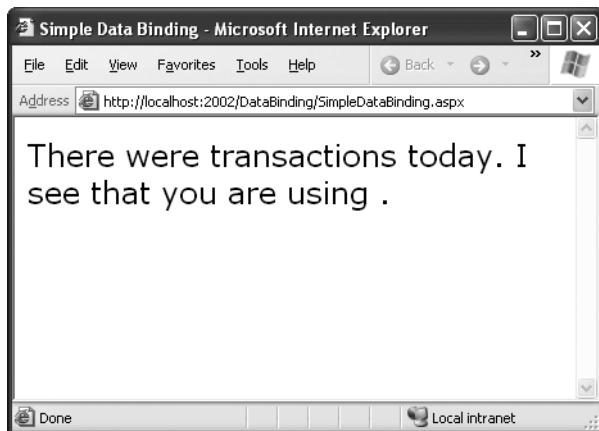 Simple Data Binding - Microsoft Internet Explorer
File Edit View Favorites Tools Help Back »
Address http://localhost:2002/DataBinding/SimpleDataBinding.aspx
There were transactions today. I
see that you are using .
Done Local intranet